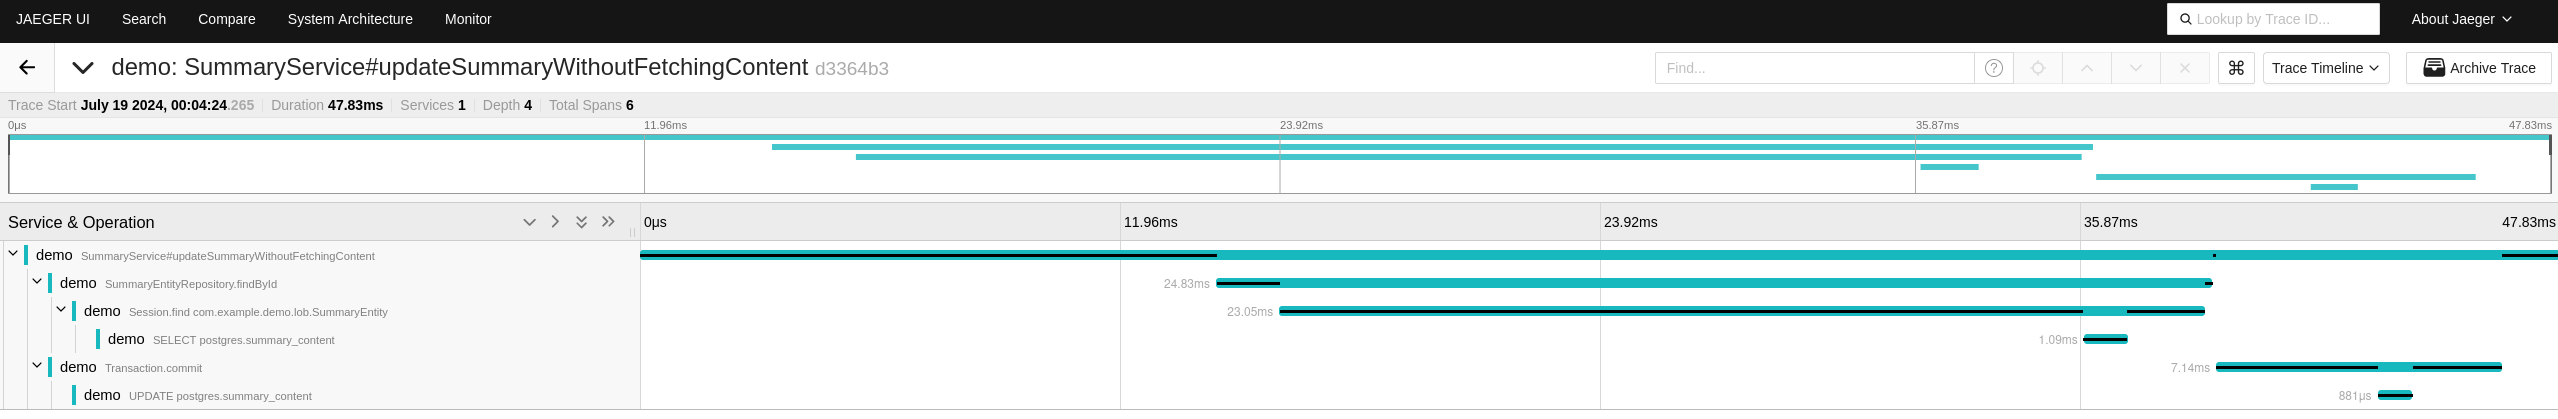 JAEGER UI Search Compare System Architecture Monitor Lookup by Trace ID... About Jaeger
demo: SummaryService#updateSummaryWithoutFetchingContent d3364b3 Find... ? ⌘ Trace Timeline Archive Trace
Trace Start July 19 2024, 00:04:24.265 Duration 47.83ms Services 1 Depth 4 Total Spans 6
0μs 11.96ms 23.92ms 35.87ms 47.83ms
Service & Operation 0μs 11.96ms 23.92ms 35.87ms 47.83ms
demo SummaryService#updateSummaryWithoutFetchingContent
demo SummaryEntityRepository.findById 24.83ms
demo Session.find com.example.demo.lob.SummaryEntity 23.05ms
demo SELECT postgres.summary_content 1.09ms
demo Transaction.commit 7.14ms
demo UPDATE postgres.summary_content 881μs